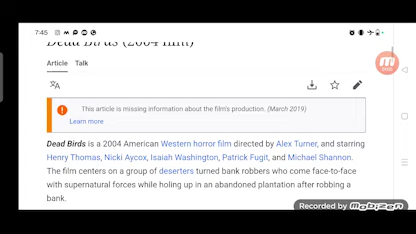 7:45
Dead Birds (2004 film)
Article Talk
This article is missing information about the film's production. (March 2019)
Learn more
Dead Birds is a 2004 American Western horror film directed by Alex Turner, and starring
Henry Thomas, Nicki Aycox, Isaiah Washington, Patrick Fugit, and Michael Shannon.
The film centers on a group of deserters turned bank robbers who come face-to-face
with supernatural forces while holing up in an abandoned plantation after robbing a
bank.
Recorded by Mobizen